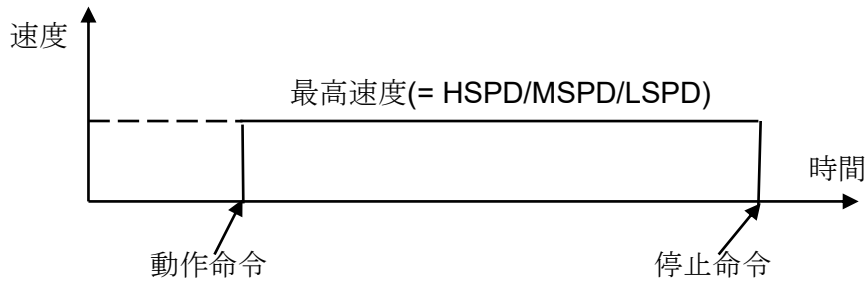 速度
最高速度(= HSPD/MSPD/LSPD)
時間
動作命令
停止命令